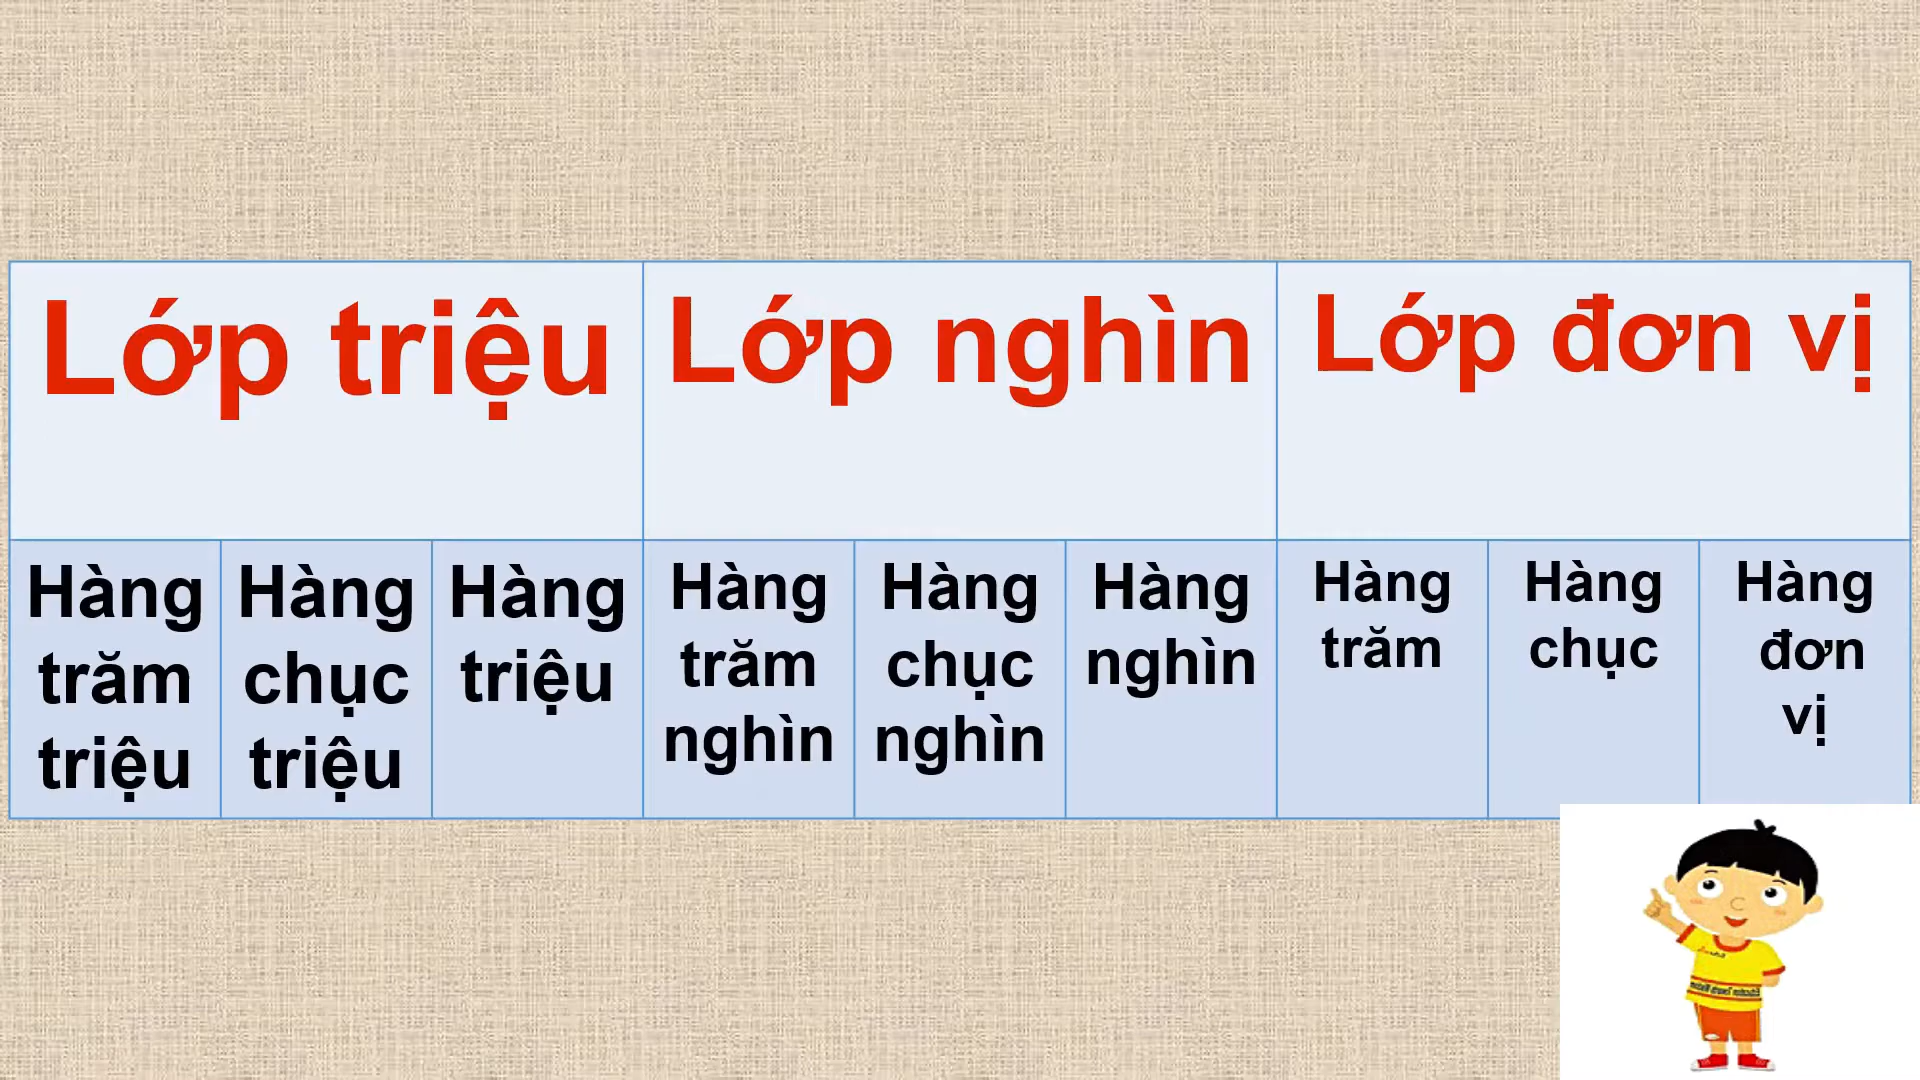 Lớp triệu
Lớp nghìn
Lớp đơn vị
Hàng
trăm
triệu
Hàng
chục
triệu
Hàng
triệu
Hàng
trăm
nghìn
Hàng
chục
nghìn
Hàng
nghìn
Hàng
trăm
Hàng
chục
Hàng
đơn
vị